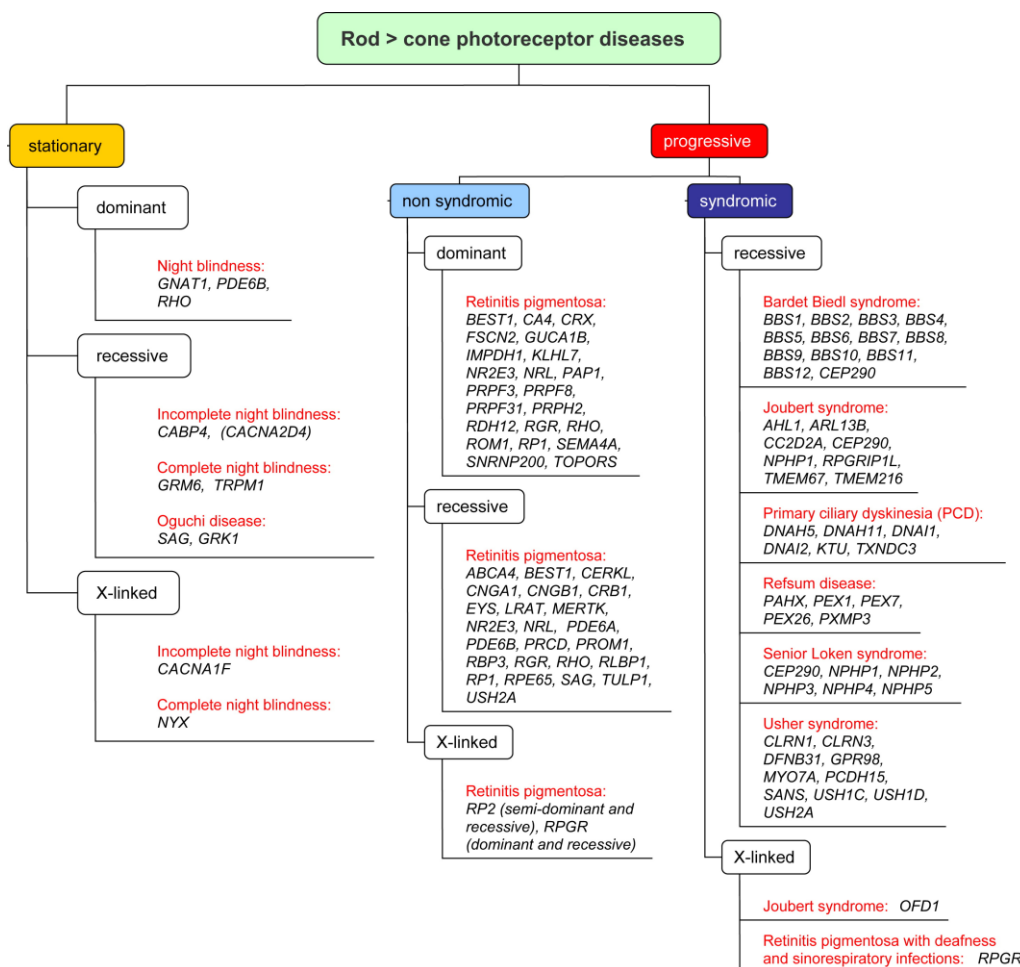 Rod > cone photoreceptor diseases
stationary
dominant
Night blindness:
GNAT1, PDE6B,
RHO
recessive
Incomplete night blindness:
CABP4, (CACNA2D4)
Complete night blindness:
GRM6, TRPM1
Oguchi disease:
SAG, GRK1
X-linked
Incomplete night blindness:
CACNA1F
Complete night blindness:
NYX
progressive
non syndromic
dominant
Retinitis pigmentosa:
BEST1, CA4, CRX,
FSCN2, GUCA1B,
IMPDH1, KLHL7,
NR2E3, NRL, PAP1,
PRPF3, PRPF8,
PRPF31, PRPH2,
RDH12, RGR, RHO,
ROM1, RP1, SEMA4A,
SNRNP200, TOPORS
recessive
Retinitis pigmentosa:
ABCA4, BEST1, CERKL,
CNGA1, CNGB1, CRB1,
EYS, LRAT, MERTK,
NR2E3, NRL, PDE6A,
PDE6B, PRCD, PROM1,
RBP3, RGR, RHO, RLBP1,
RP1, RPE65, SAG, TULP1,
USH2A
X-linked
Retinitis pigmentosa:
RP2 (semi-dominant and
recessive), RPGR
(dominant and recessive)
syndromic
recessive
Bardet Biedl syndrome:
BBS1, BBS2, BBS3, BBS4,
BBS5, BBS6, BBS7, BBS8,
BBS9, BBS10, BBS11,
BBS12, CEP290
Joubert syndrome:
AHL1, ARL13B,
CC2D2A, CEP290,
NPHP1, RPGRIP1L,
TMEM67, TMEM216
Primary ciliary dyskinesia (PCD):
DNAH5, DNAH11, DNAI1,
DNAI2, KTU, TXNDC3
Refsum disease:
PAHX, PEX1, PEX7,
PEX26, PXMP3
Senior Loken syndrome:
CEP290, NPHP1, NPHP2,
NPHP3, NPHP4, NPHP5
Usher syndrome:
CLRN1, CLRN3,
DFNB31, GPR98,
MYO7A, PCDH15,
SANS, USH1C, USH1D,
USH2A
X-linked
Joubert syndrome: OFD1
Retinitis pigmentosa with deafness
and sinorespiratory infections: RPGR